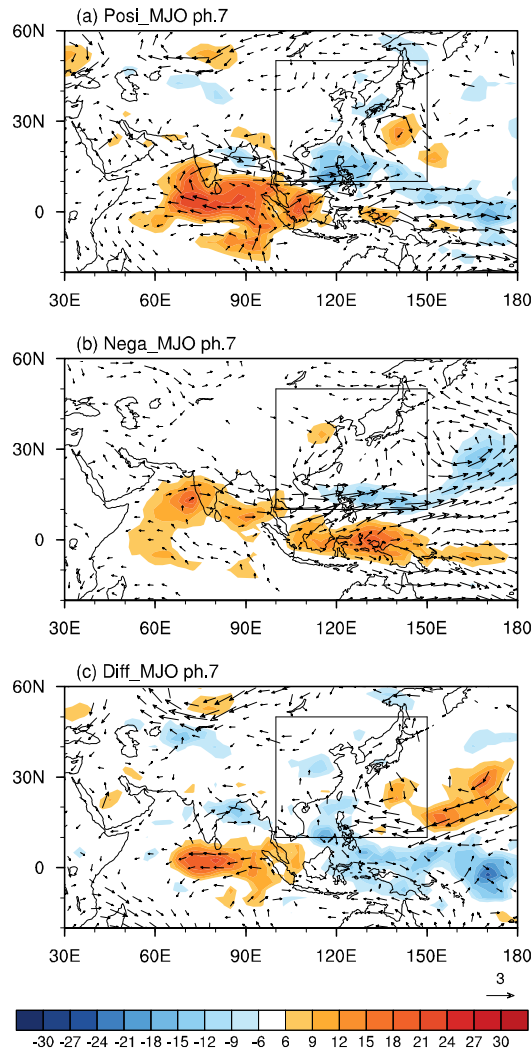 (a) Posi_MJO ph.7
60N
30N
0
30E 60E 90E 120E 150E 180
(b) Nega_MJO ph.7
60N
30N
0
30E 60E 90E 120E 150E 180
(c) Diff_MJO ph.7
60N
30N
0
30E 60E 90E 120E 150E 180
3
-30 -27 -24 -21 -18 -15 -12 -9 -6 6 9 12 15 18 21 24 27 30